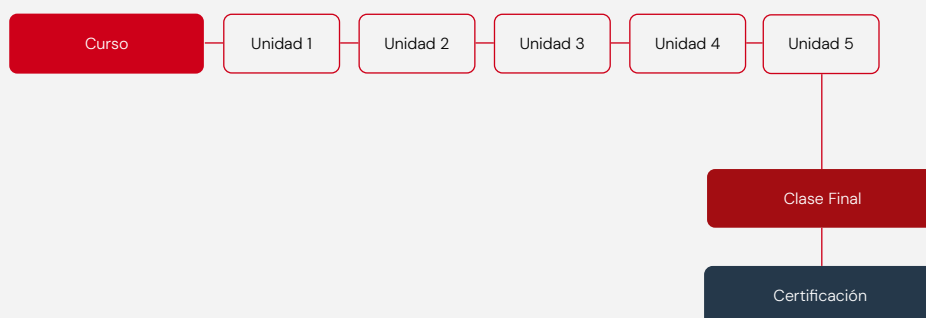 Curso
Unidad 1
Unidad 2
Unidad 3
Unidad 4
Unidad 5
Clase Final
Certificación